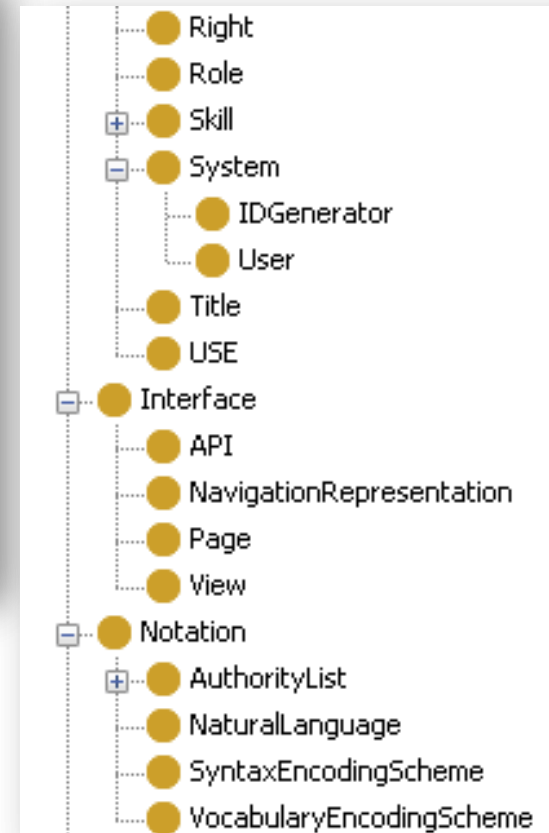 Right
Role
Skill
System
IDGenerator
User
Title
USE
Interface
API
NavigationRepresentation
Page
View
Notation
AuthorityList
NaturalLanguage
SyntaxEncodingScheme
VocabularyEncodingScheme